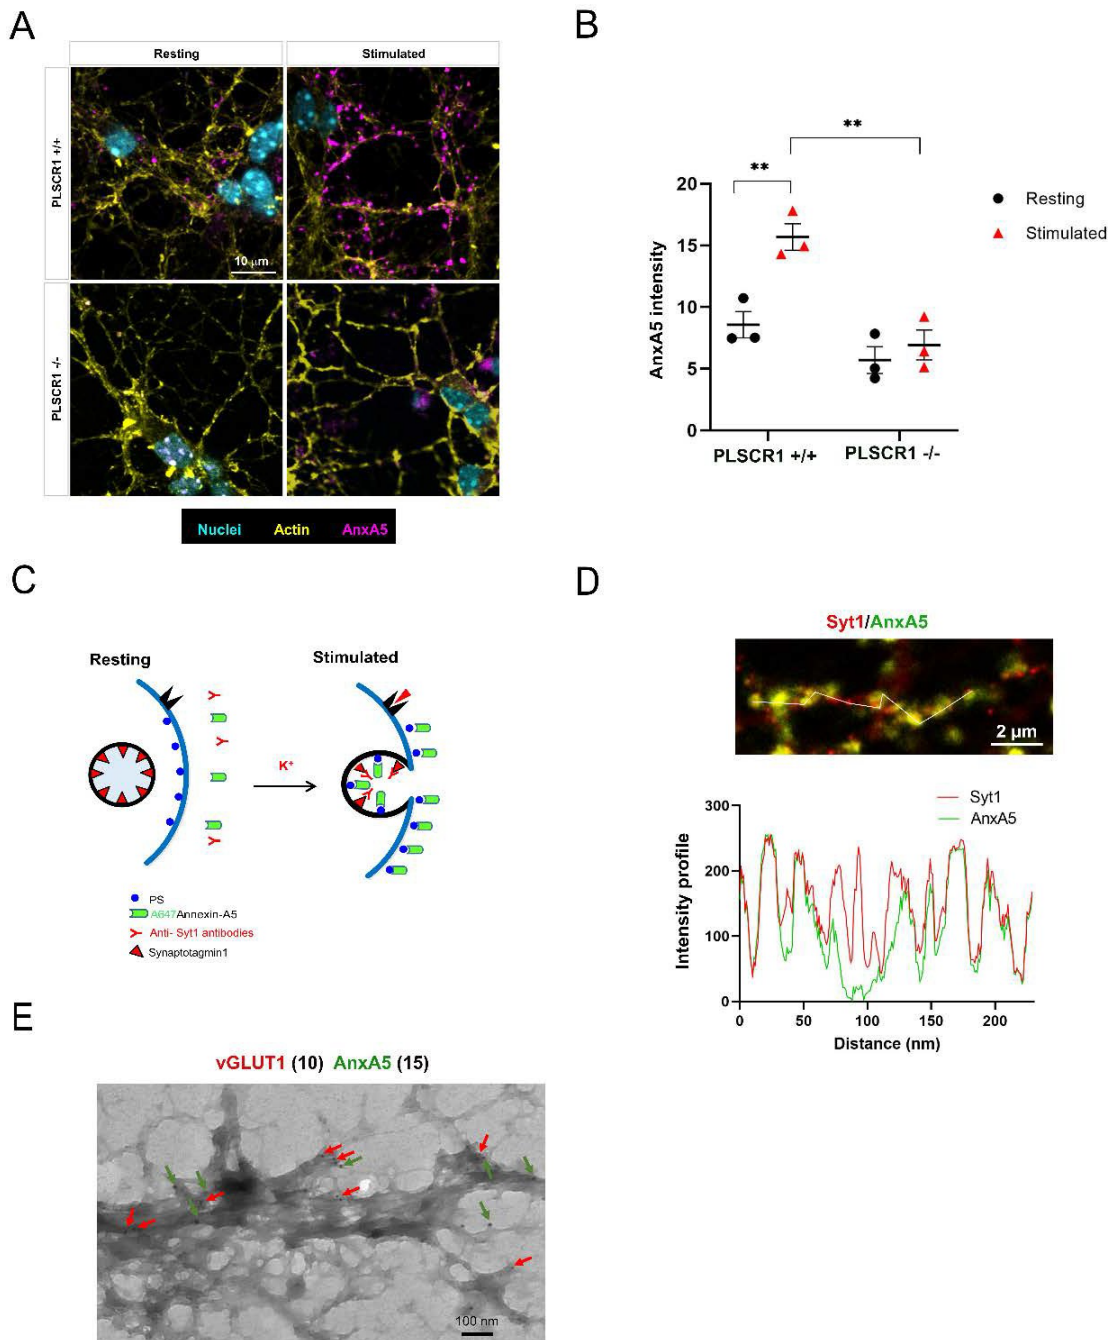 A
Resting
Stimulated
PLSCR1 +/+
10 μm
PLSCR1 -/-
Nuclei Actin AnxA5
B
**
**
20
15
10
5
0
AnxA5 intensity
PLSCR1 +/+
PLSCR1 -/-
Resting
Stimulated
C
Resting
Stimulated
K+
PS
A647Annexin-A5
Anti- Syt1 antibodies
Synaptotagmin1
D
Syt1/AnxA5
2 μm
Syt1
AnxA5
300
200
100
0
Intensity profile
0 50 100 150 200
Distance (nm)
E
vGLUT1 (10) AnxA5 (15)
100 nm